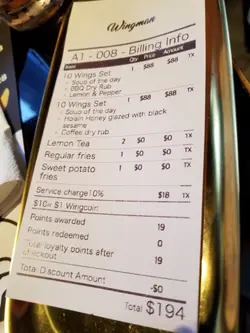 Wingman
A1 - 008 - Billing Info
Items Qty Price Amount TX
10 Wings Set 1 $88 $88 TX
- Soup of the day
- BBQ Dry Rub
- Lemon & Pepper
10 Wings Set 1 $88 $88 TX
- Soup of the day
- Hoisin Honey glazed with black
sesame
- Coffee dry rub
Lemon Tea 2 $0 $0 TX
Regular fries 1 $0 $0 TX
Sweet potato 1 $0 $0 TX
fries
Service charge10% $18 TX
$10= $1 Wingcoin
Points awarded 19
Points redeemed 0
Total loyalty points after 19
checkout
Total Discount Amount -$0
Total $194